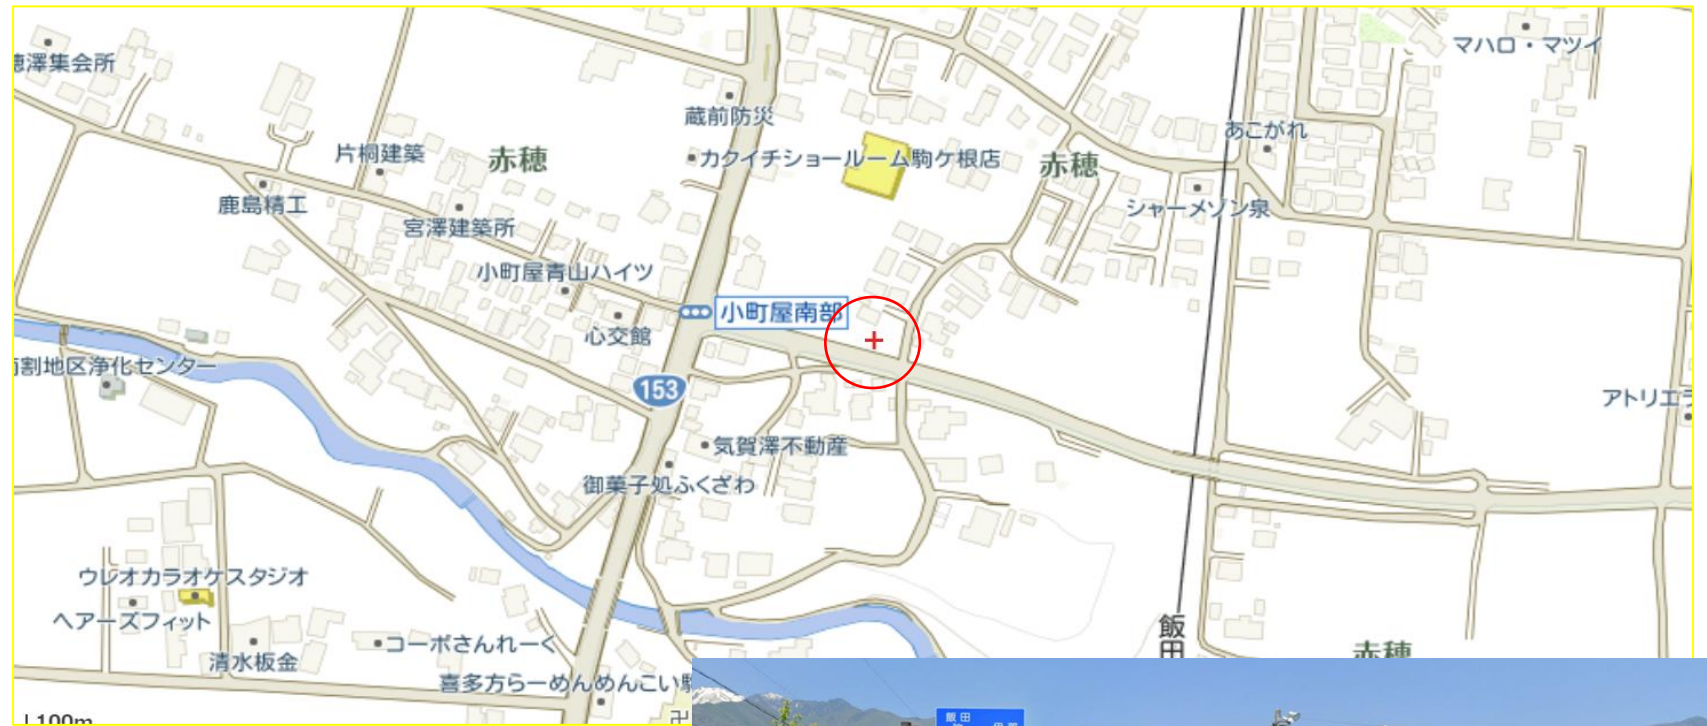 マハロ・マツイ
恵澤集会所
蔵前防災
あこがれ
片桐建築
赤穂
カクイチショールーム駒ケ根店
赤穂
鹿島精工
シャーメゾン泉
宮澤建築所
小町屋青山ハイツ
小町屋南部
心交館
割地区浄化センター
153
アトリエラ
気賀澤不動産
御菓子処ふくざわ
ウレオカラオケスタジオ
ヘアーズフィット
飯田
コーポさんれーく
赤穂
清水板金
喜多方らーめんめんこい
100m
飯田